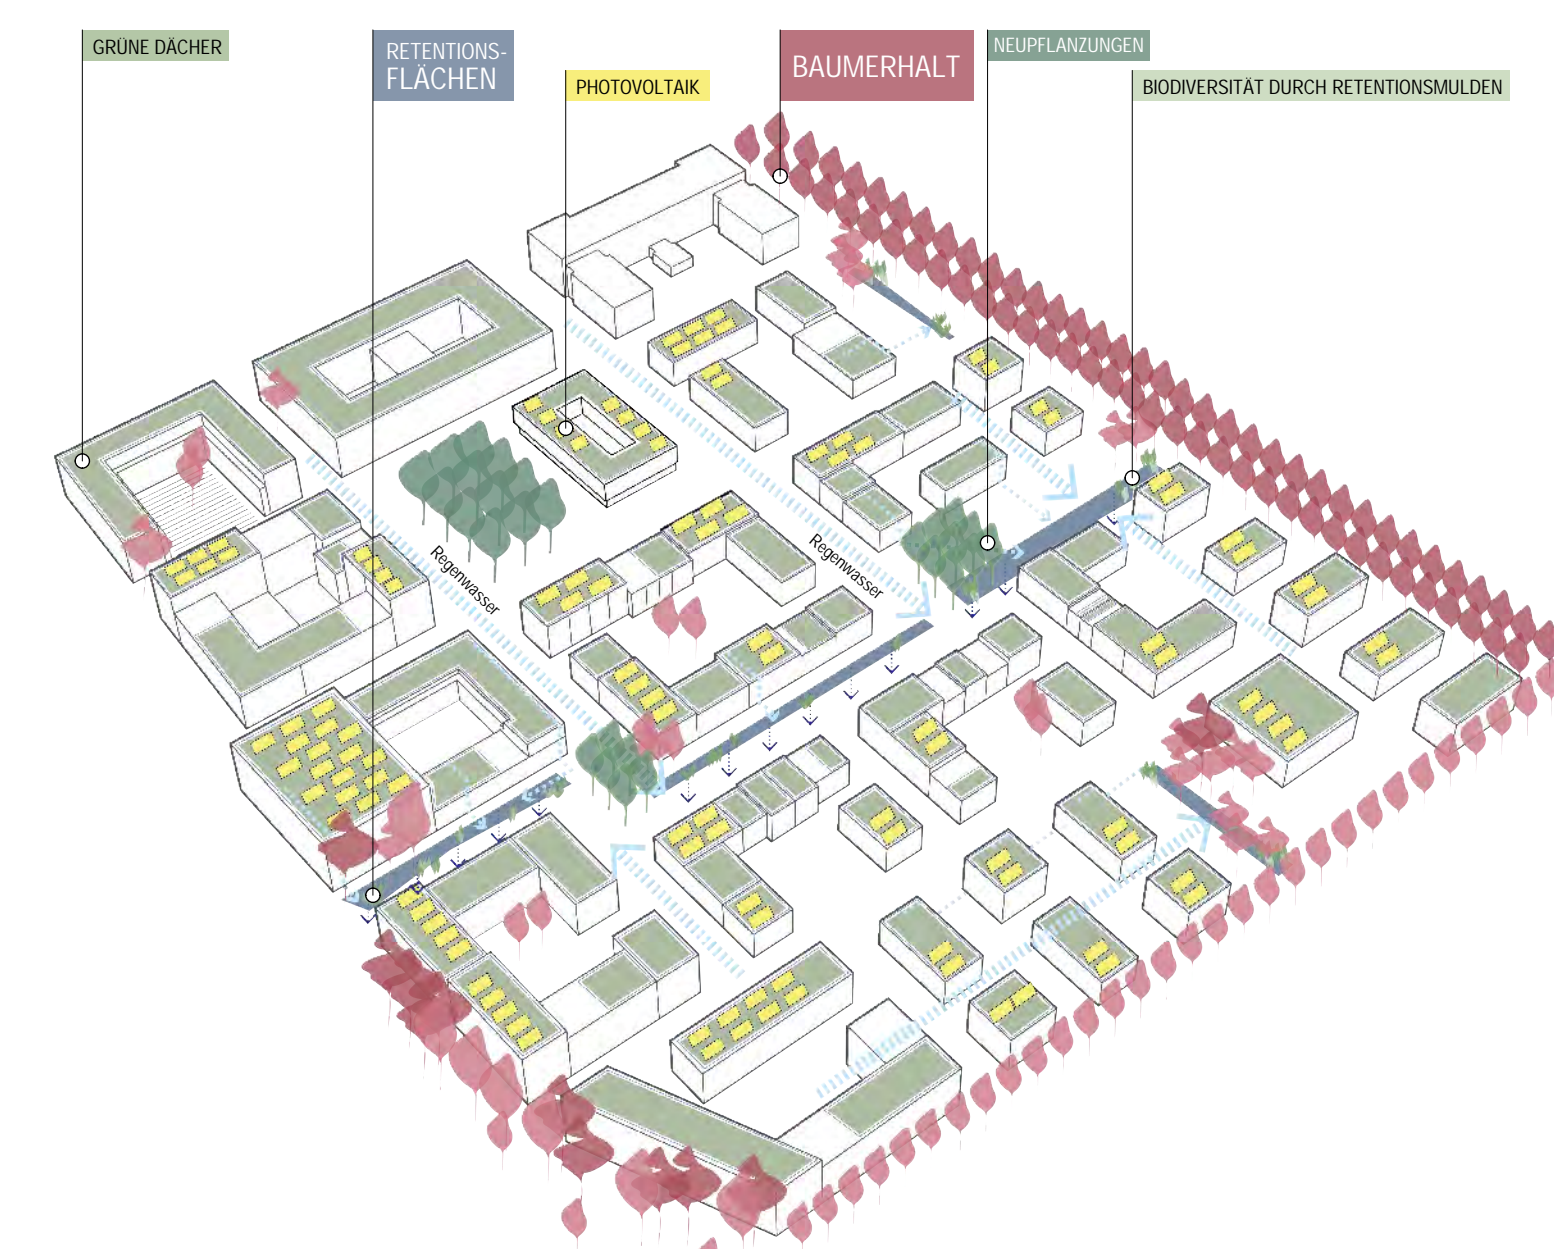 GRÜNE DÄCHER
RETENTIONS-
FLÄCHEN
PHOTOVOLTAIK
BAUMERHALT
NEUPFLANZUNGEN
BIODIVERSITÄT DURCH RETENTIONSMULDEN
Regenwasser
Regenwasser